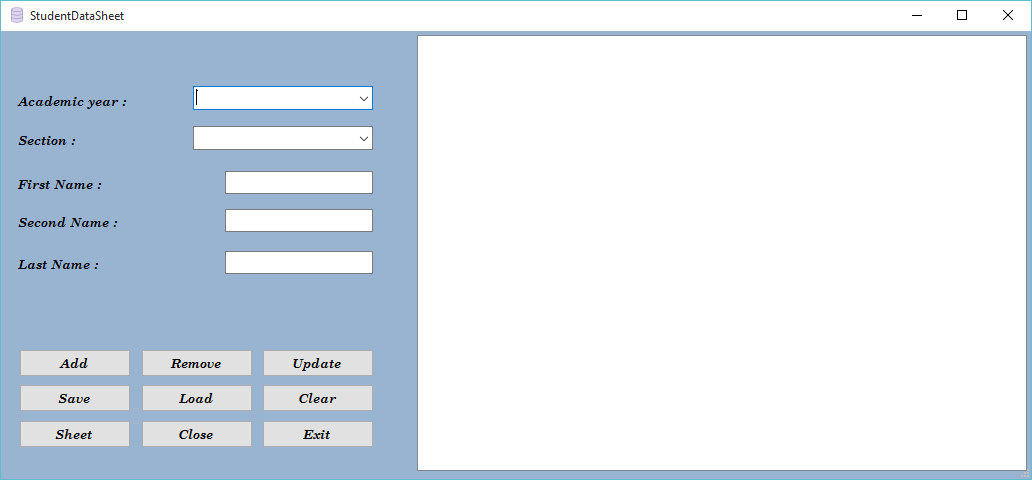 StudentDataSheet
Academic year :
Section :
First Name :
Second Name :
Last Name :
Add Remove Update
Save Load Clear
Sheet Close Exit